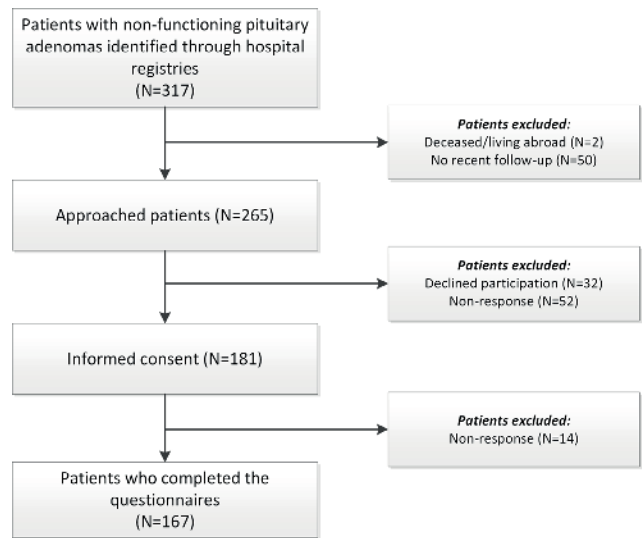 Patients with non-functioning pituitary
adenomas identified through hospital
registries
(N=317)
Patients excluded:
Deceased/living abroad (N=2)
No recent follow-up (N=50)
Approached patients (N=265)
Patients excluded:
Declined participation (N=32)
Non-response (N=52)
Informed consent (N=181)
Patients excluded:
Non-response (N=14)
Patients who completed the
questionnaires
(N=167)